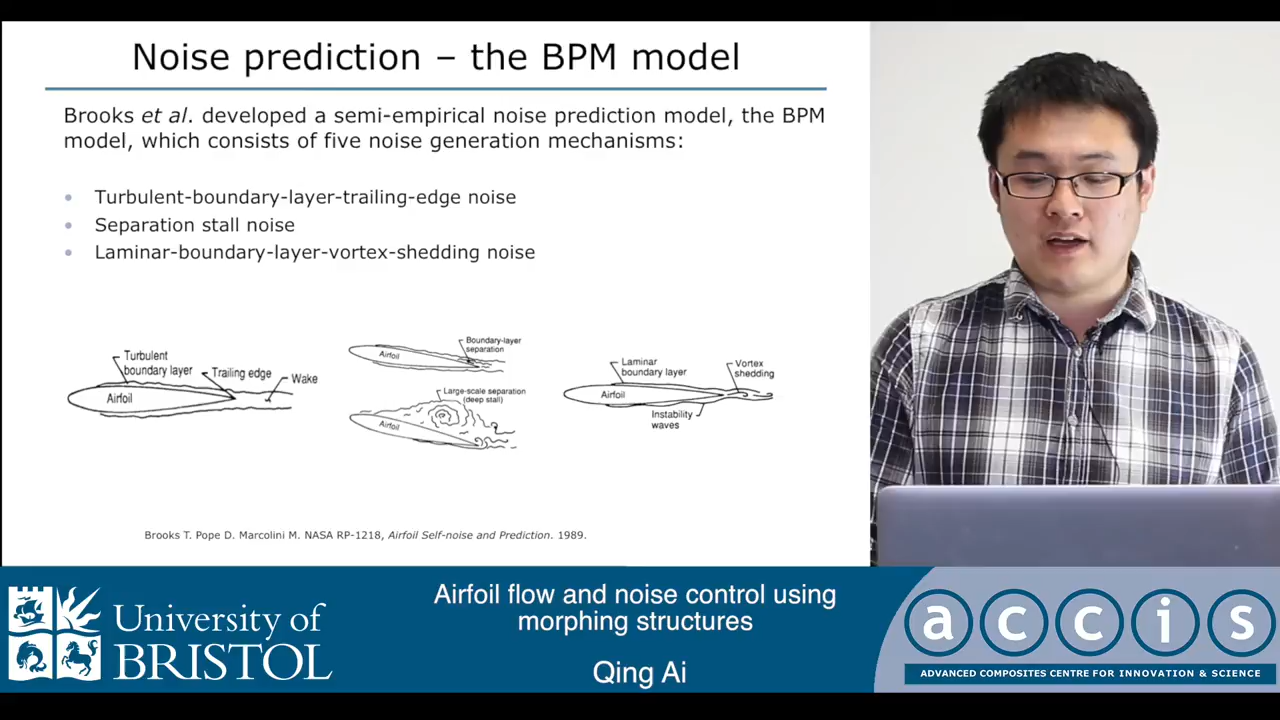 Noise prediction – the BPM model
Brooks et al. developed a semi-empirical noise prediction model, the BPM
model, which consists of five noise generation mechanisms:
• Turbulent-boundary-layer-trailing-edge noise
• Separation stall noise
• Laminar-boundary-layer-vortex-shedding noise
Turbulent
boundary layer
Trailing edge
Wake
Airfoil
Boundary-layer
separation
Airfoil
Large-scale separation
(deep stall)
Airfoil
Laminar
boundary layer
Vortex
shedding
Airfoil
Instability
waves
Brooks T. Pope D. Marcolini M. NASA RP-1218, Airfoil Self-noise and Prediction. 1989.
University of
BRISTOL
Airfoil flow and noise control using
morphing structures
Qing Ai
accis
ADVANCED COMPOSITES CENTRE FOR INNOVATION & SCIENCE